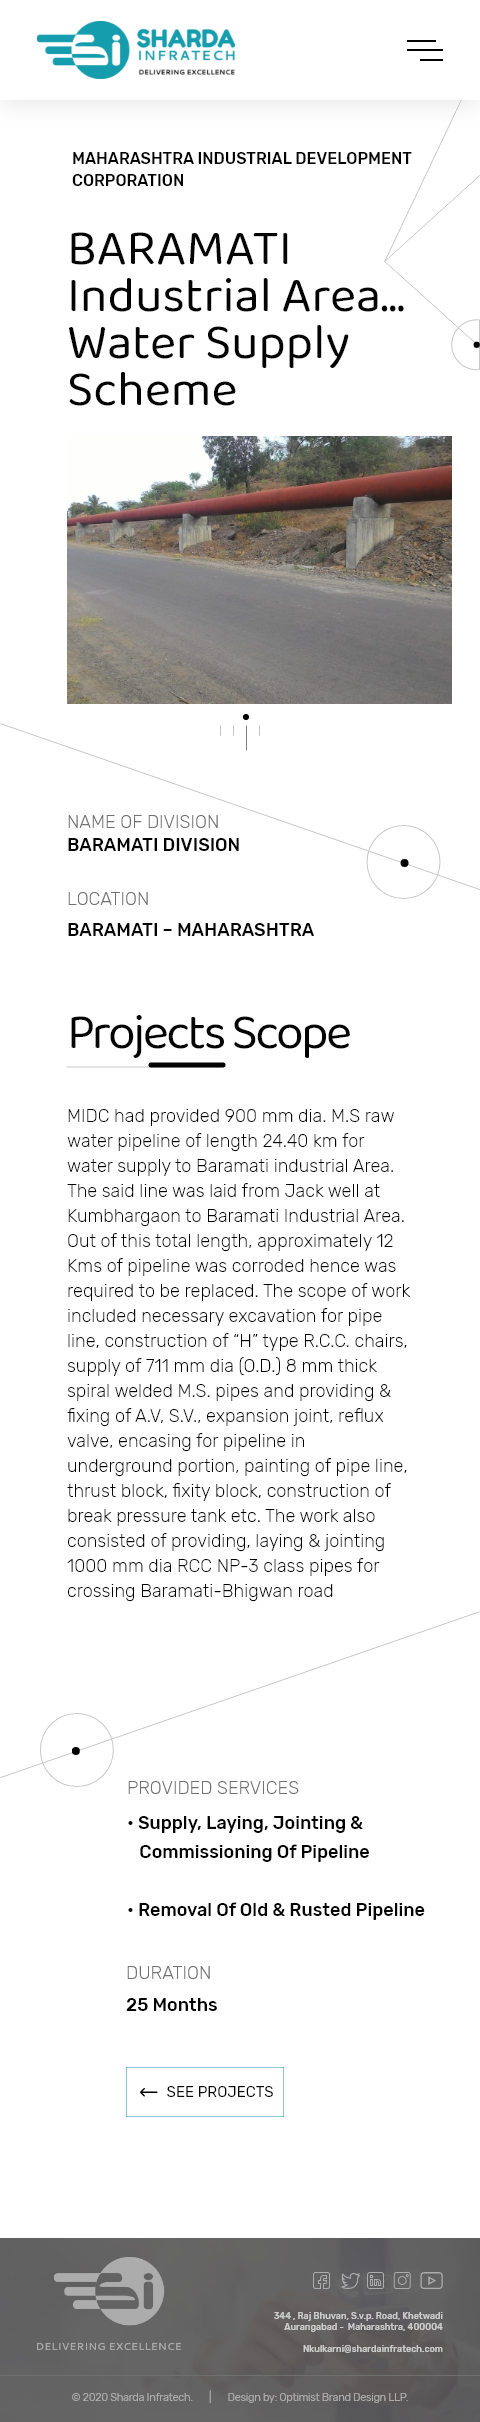 SHARDA
INFRATECH
DELIVERING EXCELLENCE
MAHARASHTRA INDUSTRIAL DEVELOPMENT
CORPORATION
BARAMATI
Industrial Area...
Water Supply
Scheme
NAME OF DIVISION
BARAMATI DIVISION
LOCATION
BARAMATI – MAHARASHTRA
Projects Scope
MIDC had provided 900 mm dia. M.S raw
water pipeline of length 24.40 km for
water supply to Baramati industrial Area.
The said line was laid from Jack well at
Kumbhargaon to Baramati Industrial Area.
Out of this total length, approximately 12
Kms of pipeline was corroded hence was
required to be replaced. The scope of work
included necessary excavation for pipe
line, construction of “H” type R.C.C. chairs,
supply of 711 mm dia (O.D.) 8 mm thick
spiral welded M.S. pipes and providing &
fixing of A.V, S.V., expansion joint, reflux
valve, encasing for pipeline in
underground portion, painting of pipe line,
thrust block, fixity block, construction of
break pressure tank etc. The work also
consisted of providing, laying & jointing
1000 mm dia RCC NP-3 class pipes for
crossing Baramati-Bhigwan road
PROVIDED SERVICES
• Supply, Laying, Jointing &
Commissioning Of Pipeline
• Removal Of Old & Rusted Pipeline
DURATION
25 Months
SEE PROJECTS
DELIVERING EXCELLENCE
344 , Raj Bhuvan, S.v.p. Road, Khetwadi
Aurangabad - Maharashtra, 400004
Nkulkarni@shardainfratech.com
© 2020 Sharda Infratech. | Design by: Optimist Brand Design LLP.